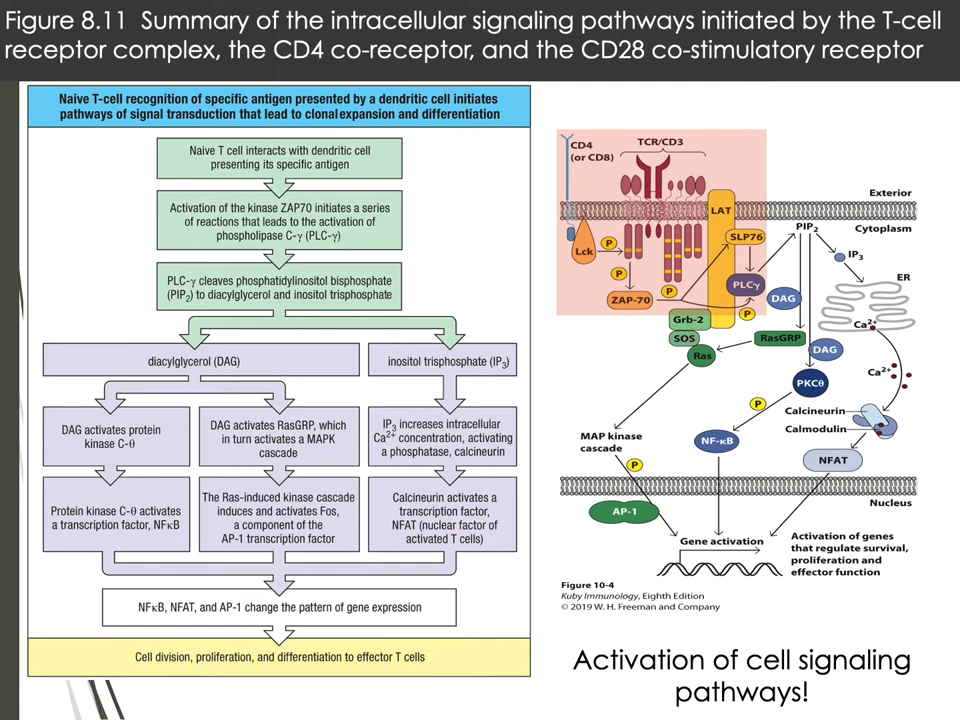 Figure 8.11  Summary of the intracellular signaling pathways initiated by the T-cell
receptor complex, the CD4 co-receptor, and the CD28 co-stimulatory receptor
Naive T-cell recognition of specific antigen presented by a dendritic cell initiates
pathways of signal transduction that lead to clonal expansion and differentiation
Naive T cell interacts with dendritic cell
presenting its specific antigen
Activation of the kinase ZAP70 initiates a series
of reactions that leads to the activation of
phospholipase C-γ (PLC-γ)
PLC-γ cleaves phosphatidylinositol bisphosphate
(PIP₂) to diacylglycerol and inositol trisphosphate
diacylglycerol (DAG)
inositol trisphosphate (IP₃)
DAG activates protein
kinase C-θ
DAG activates RasGRP, which
in turn activates a MAPK
cascade
IP₃ increases intracellular
Ca²⁺ concentration, activating
a phosphatase, calcineurin
Protein kinase C-θ activates
a transcription factor, NFκB
The Ras-induced kinase cascade
induces and activates Fos,
a component of the
AP-1 transcription factor
Calcineurin activates a
transcription factor,
NFAT (nuclear factor of
activated T cells)
NFκB, NFAT, and AP-1 change the pattern of gene expression
Cell division, proliferation, and differentiation to effector T cells
CD4
(or CD8)
TCR/CD3
Exterior
LAT
Cytoplasm
PIP₂
SLP76
Lck
P
P
IP₃
ER
PLCγ
P
ZAP-70
DAG
P
Grb-2
SOS
RasGRP
Ca²⁺
Ras
DAG
Ca²⁺
PKCθ
P
Calcineurin
Calmodulin
MAP kinase
cascade
NF-κB
NFAT
P
Nucleus
AP-1
Gene activation
Activation of genes
that regulate survival,
proliferation and
effector function
Figure 10-4
Kuby Immunology, Eighth Edition
© 2019 W. H. Freeman and Company
Activation of cell signaling
pathways!